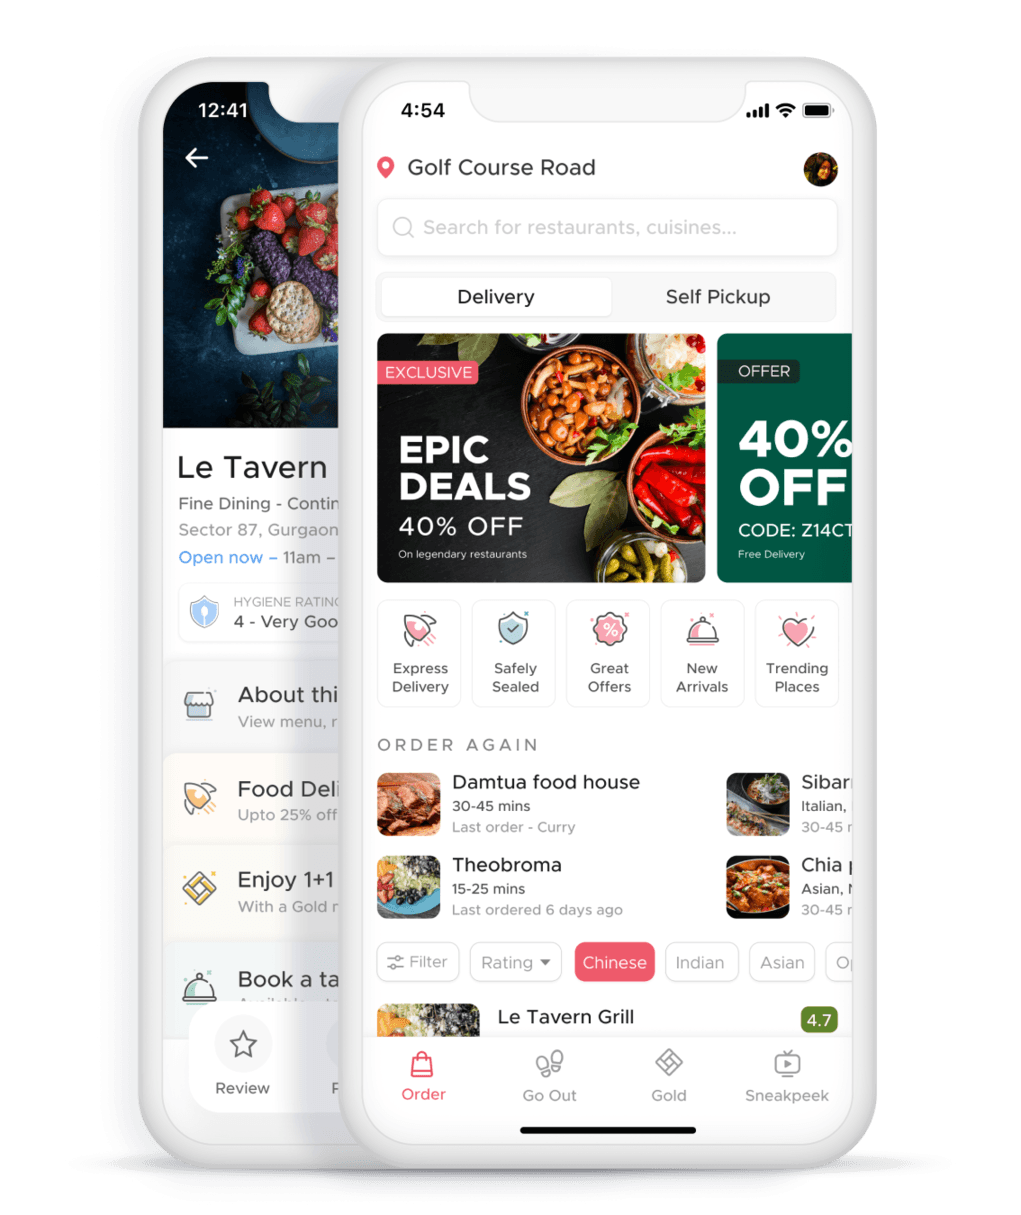 12:41
Le Tavern
Fine Dining - Contin
Sector 87, Gurgaon
Open now – 11am –
HYGIENE RATING
4 - Very Goo
About thi
View menu, r
Food Deli
Upto 25% off
Enjoy 1+1
With a Gold
Book a ta
Review
4:54
Golf Course Road
Search for restaurants, cuisines...
Delivery
Self Pickup
EXCLUSIVE
EPIC
DEALS
40% OFF
On legendary restaurants
OFFER
40%
OFF
CODE: Z14CT
Free Delivery
Express
Delivery
Safely
Sealed
%
Great
Offers
New
Arrivals
Trending
Places
ORDER AGAIN
Damtua food house
30-45 mins
Last order - Curry
Sibar
Italian,
30-45
Theobroma
15-25 mins
Last ordered 6 days ago
Chia
Asian,
30-45
Filter
Rating
Chinese
Indian
Asian
Le Tavern Grill
4.7
Order
Go Out
Gold
Sneakpeek